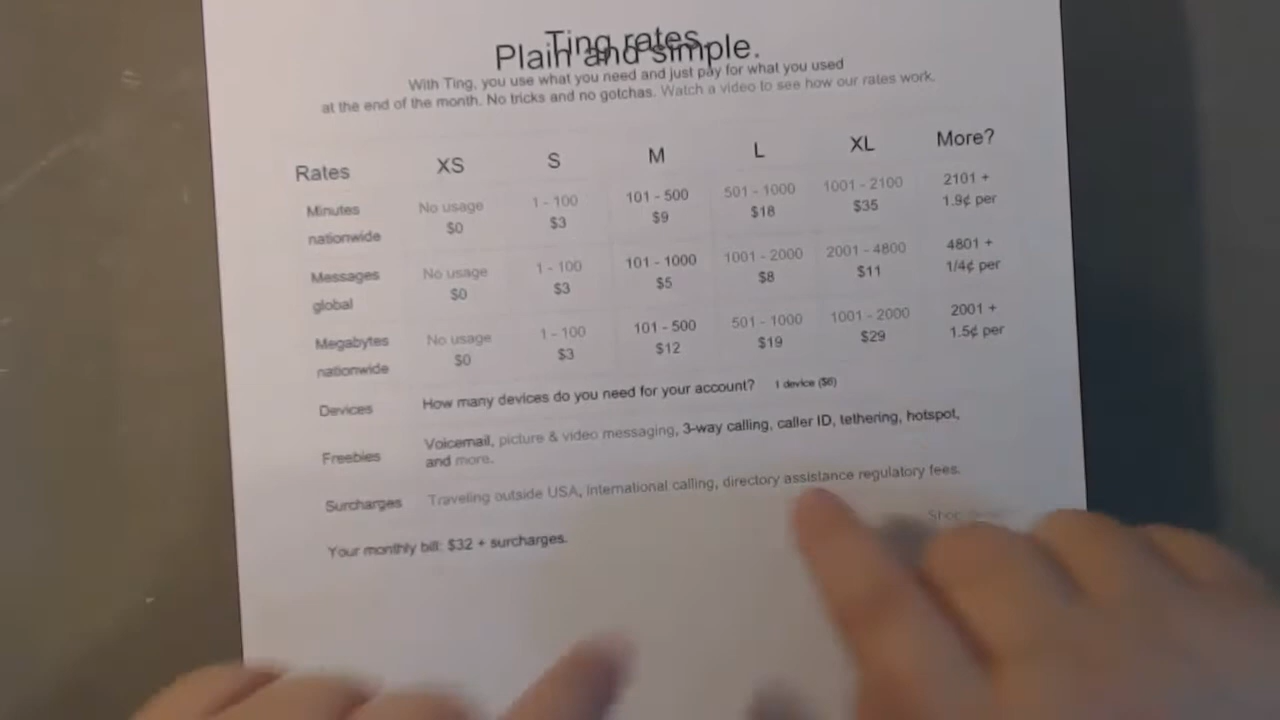 Ting rates.
Plain and simple.
With Ting, you use what you need and just pay for what you used
at the end of the month. No tricks and no gotchas. Watch a video to see how our rates work.
Rates XS S M L XL More?
Minutes nationwide No usage 1 - 100 101 - 500 501 - 1000 1001 - 2100 2101 +
$0 $3 $9 $18 $35 1.9¢ per
Messages global No usage 1 - 100 101 - 1000 1001 - 2000 2001 - 4800 4801 +
$0 $3 $5 $8 $11 1/4¢ per
Megabytes nationwide No usage 1 - 100 101 - 500 501 - 1000 1001 - 2000 2001 +
$0 $3 $12 $19 $29 1.5¢ per
Devices How many devices do you need for your account? 1 device ($6)
Freebies Voicemail, picture & video messaging, 3-way calling, caller ID, tethering, hotspot,
and more.
Surcharges Traveling outside USA, international calling, directory assistance regulatory fees.
Shop
Your monthly bill: $32 + surcharges.